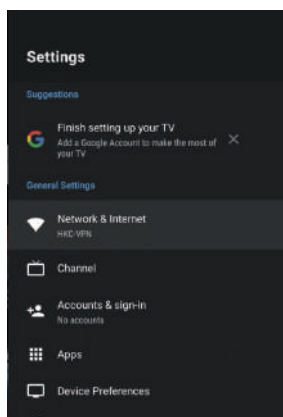 Settings
Suggestions
Finish setting up your TV
Add a Google Account to make the most of
your TV
General Settings
Network & Internet
HKC-VPN
Channel
Accounts & sign-in
No accounts
Apps
Device Preferences